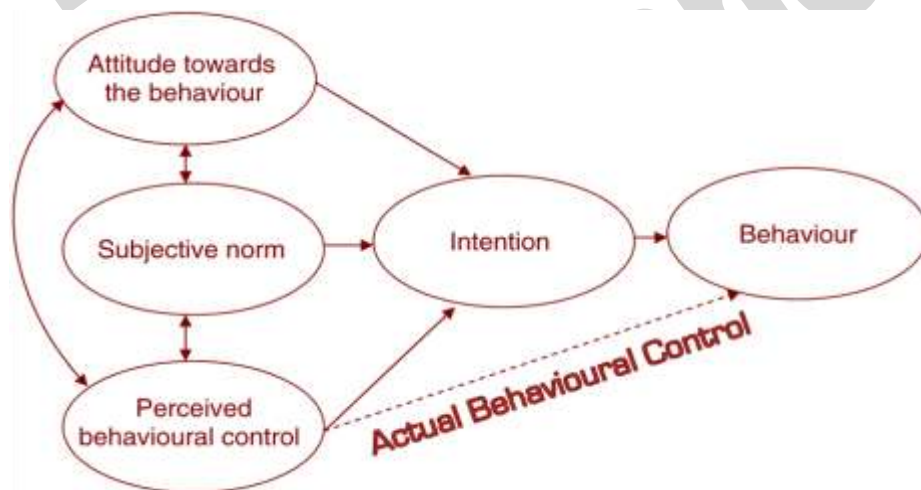 Attitude towards
the behaviour
Subjective norm
Intention
Behaviour
Perceived
behavioural control
Actual Behavioural Control